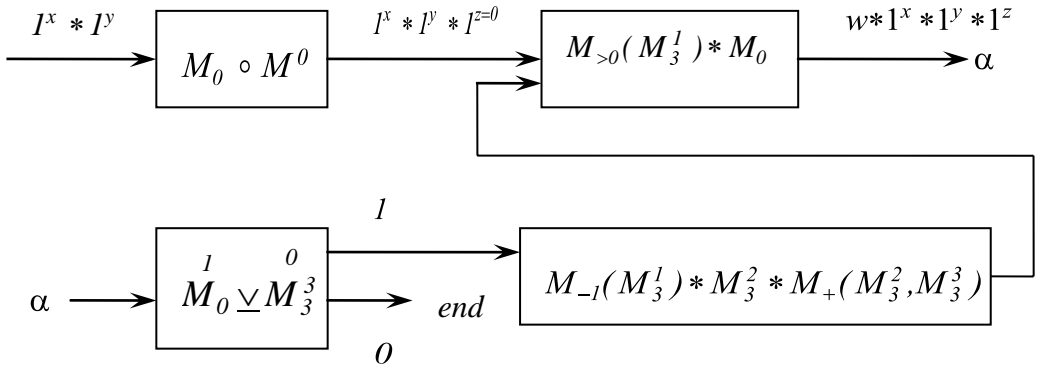 1^x * 1^y
1^x * 1^y * 1^{z=0}
w*1^x *1^y *1^z
M_0 ∘ M^0
M_{>0}(M_3^1)* M_0
α
1
1 0
α
M_0 ∨ M_3^3
end
M_{-1}(M_3^1)* M_3^2 * M_+(M_3^2,M_3^3)
0